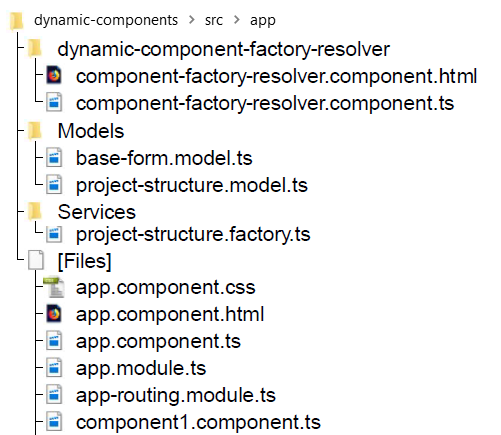 dynamic-components > src > app
dynamic-component-factory-resolver
component-factory-resolver.component.html
component-factory-resolver.component.ts
Models
base-form.model.ts
project-structure.model.ts
Services
project-structure.factory.ts
[Files]
app.component.css
app.component.html
app.component.ts
app.module.ts
app-routing.module.ts
component1.component.ts